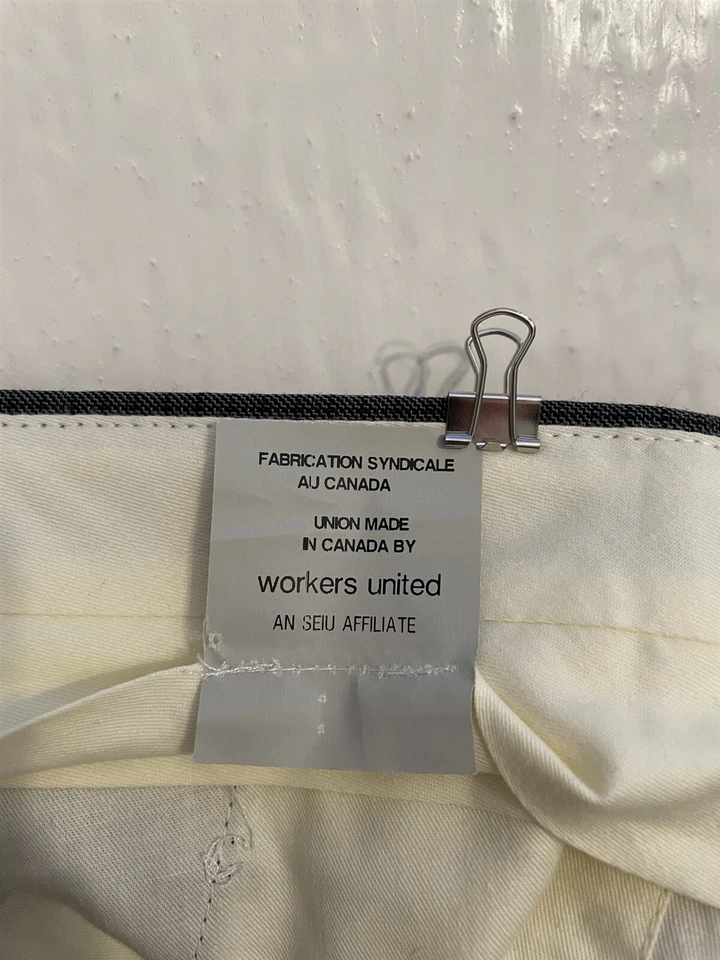 FABRICATION SYNDICALE
AU CANADA
UNION MADE
IN CANADA BY
workers united
AN SEIU AFFILIATE